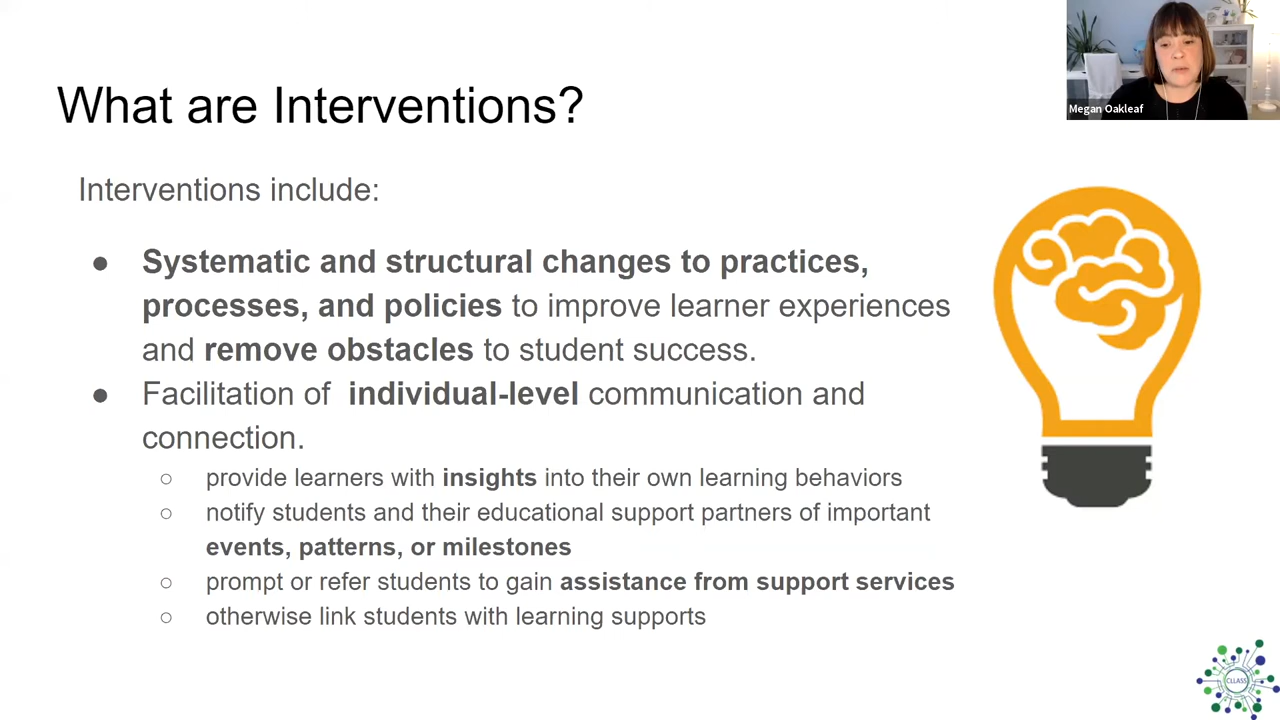 Megan Oakleaf
What are Interventions?
Interventions include:
● Systematic and structural changes to practices,
processes, and policies to improve learner experiences
and remove obstacles to student success.
● Facilitation of  individual-level communication and
connection.
○ provide learners with insights into their own learning behaviors
○ notify students and their educational support partners of important
events, patterns, or milestones
○ prompt or refer students to gain assistance from support services
○ otherwise link students with learning supports
CLLASS